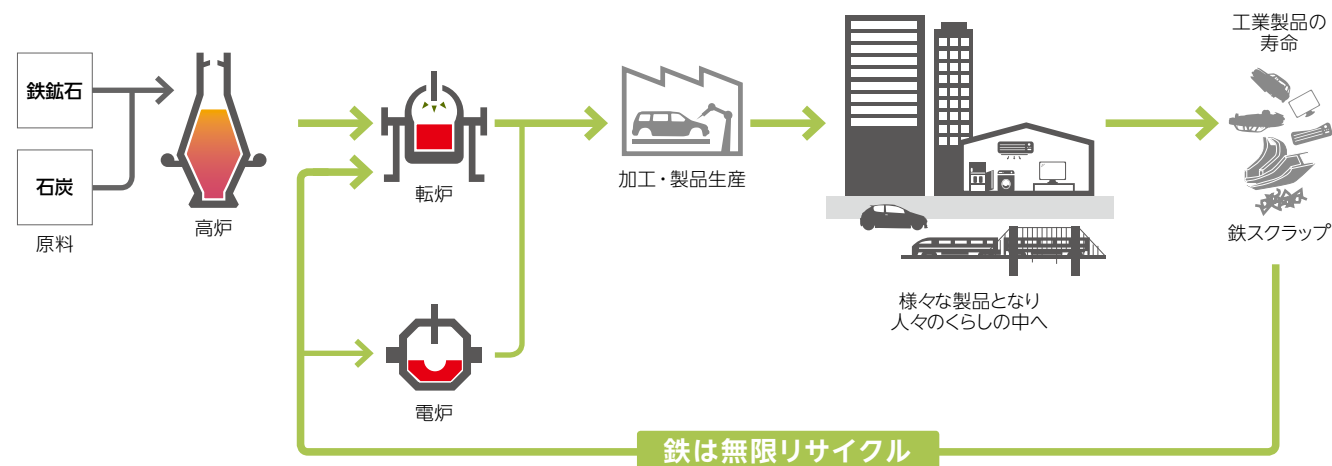 鉄鉱石
石炭
原料
高炉
転炉
電炉
加工・製品生産
様々な製品となり
人々のくらしの中へ
工業製品の
寿命
鉄スクラップ
鉄は無限リサイクル